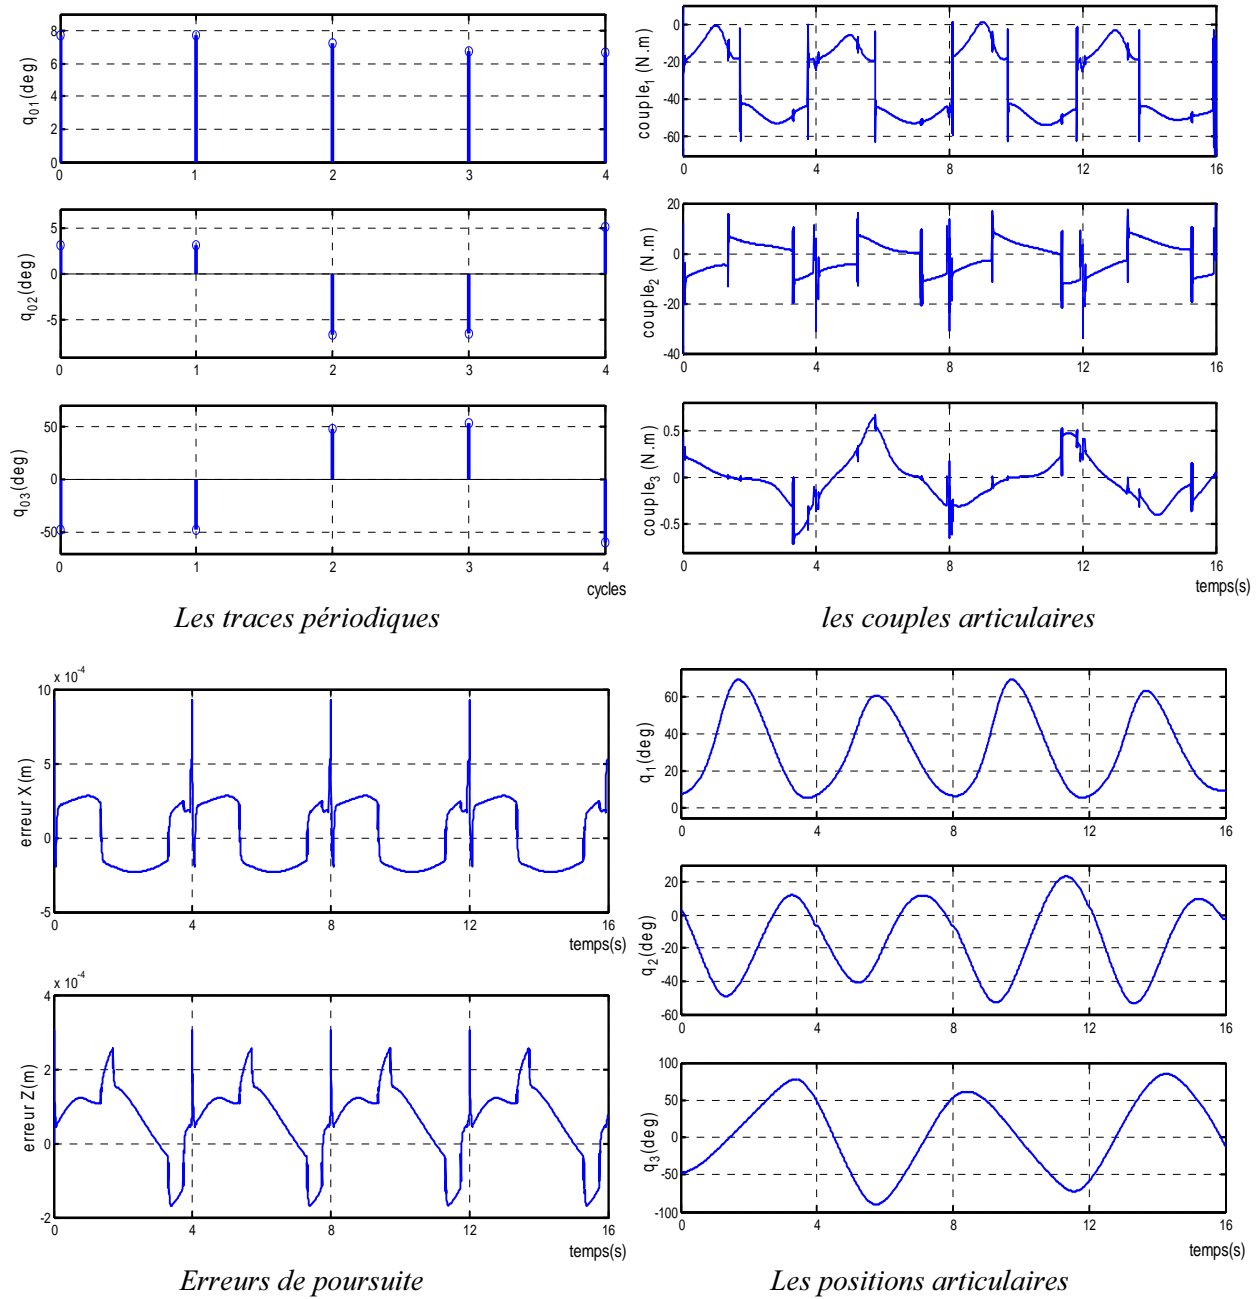 8
6
4
2
0
q01(deg)
0 1 2 3 4
5
0
-5
q02(deg)
0 1 2 3 4
50
0
-50
q03(deg)
0 1 2 3 4
cycles
Les traces périodiques
0
-20
-40
-60
couple1 (N.m)
0 4 8 12 16
20
0
-20
-40
couple2 (N.m)
0 4 8 12 16
0.5
0
-0.5
couple3 (N.m)
0 4 8 12 16
temps(s)
les couples articulaires
x 10-4
10
5
0
-5
erreur X(m)
0 4 8 12 16
temps(s)
x 10-4
4
2
0
-2
erreur Z(m)
0 4 8 12 16
temps(s)
Erreurs de poursuite
60
40
20
0
q1(deg)
0 4 8 12 16
20
0
-20
-40
-60
q2(deg)
0 4 8 12 16
100
50
0
-50
-100
q3(deg)
0 4 8 12 16
temps(s)
Les positions articulaires